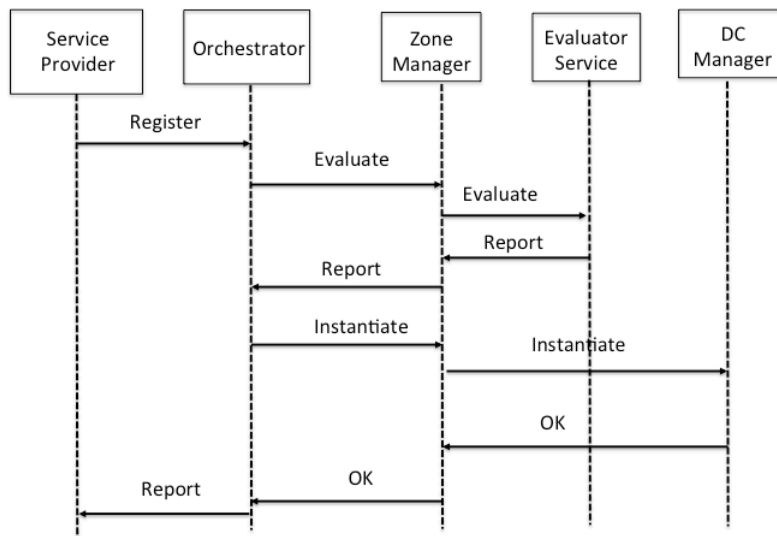 Service
Provider
Orchestrator
Zone
Manager
Evaluator
Service
DC
Manager
Register
Evaluate
Evaluate
Report
Report
Instantiate
Instantiate
OK
OK
Report